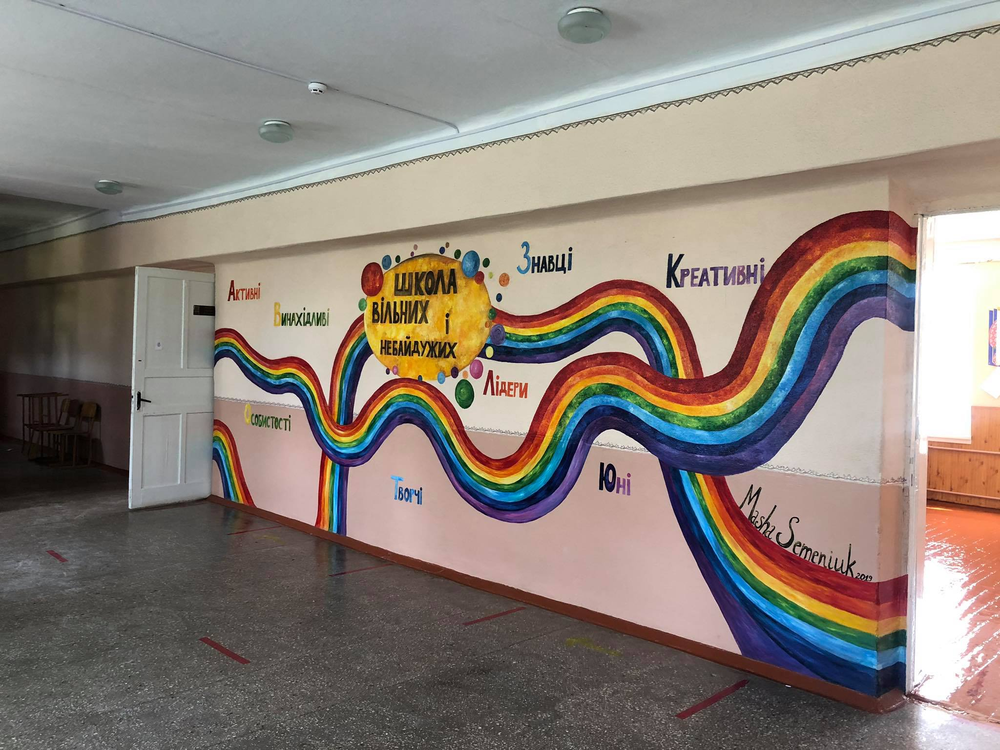 Активні
Винахідливі
Особистості
ШКОЛА
ВІЛЬНИХ
І
НЕБАЙДУЖИХ
Знавці
Креативні
Лідери
Творчі
Юні
Masha Semeniuk 2019